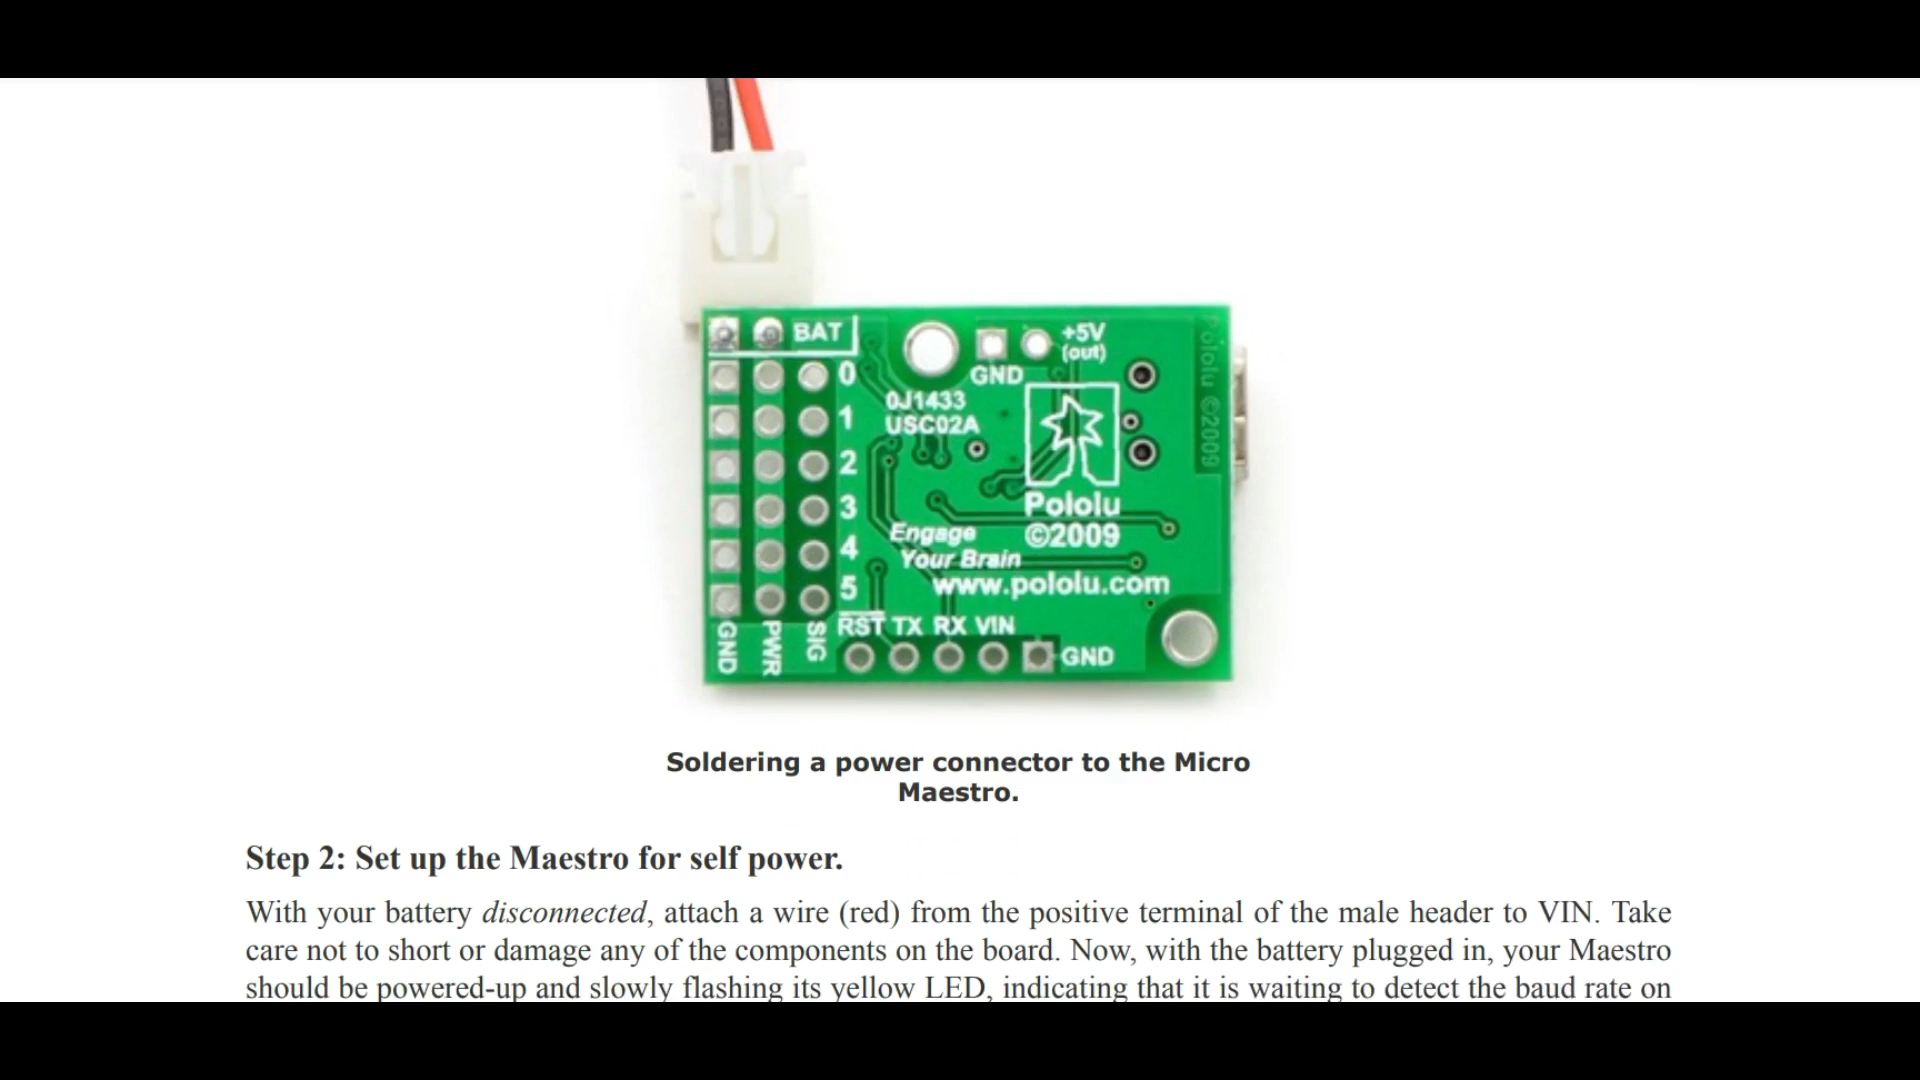 BAT
+5V
(out)
GND
0
0J1433
USC02A
1
2
3
4
5
Pololu
©2009
Engage
Your Brain
www.pololu.com
Pololu ©2009
GND
PWR
SIG
RST TX RX VIN
GND
Soldering a power connector to the Micro
Maestro.
Step 2: Set up the Maestro for self power.
With your battery disconnected, attach a wire (red) from the positive terminal of the male header to VIN. Take
care not to short or damage any of the components on the board. Now, with the battery plugged in, your Maestro
should be powered-up and slowly flashing its yellow LED, indicating that it is waiting to detect the baud rate on